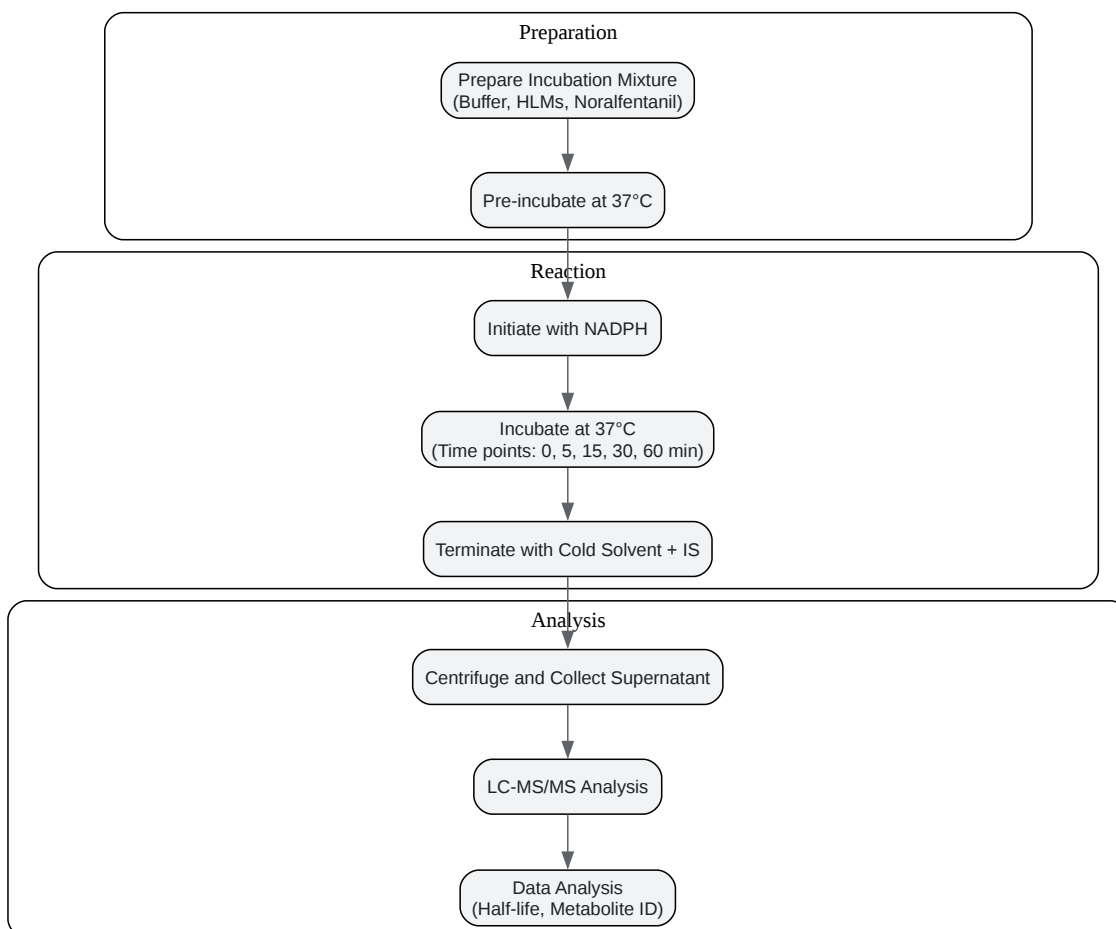 Preparation
Prepare Incubation Mixture
(Buffer, HLMs, Noralfentanil)
Pre-incubate at 37°C
Reaction
Initiate with NADPH
Incubate at 37°C
(Time points: 0, 5, 15, 30, 60 min)
Terminate with Cold Solvent + IS
Analysis
Centrifuge and Collect Supernatant
LC-MS/MS Analysis
Data Analysis
(Half-life, Metabolite ID)